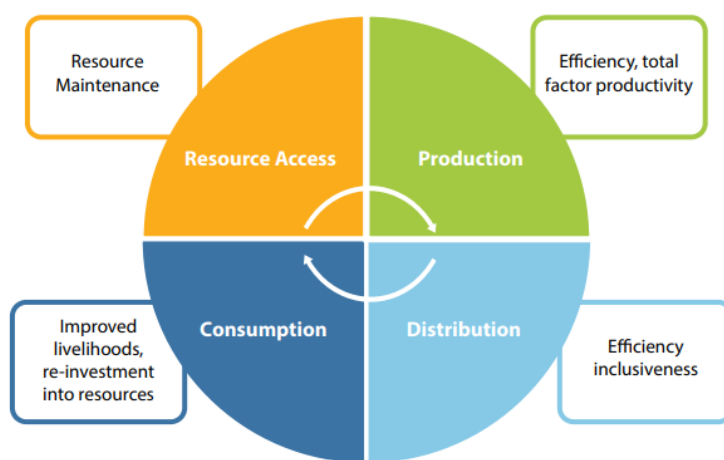 Resource
Maintenance
Efficiency, total
factor productivity
Resource Access
Production
Consumption
Distribution
Improved
livelihoods,
re-investment
into resources
Efficiency
inclusiveness